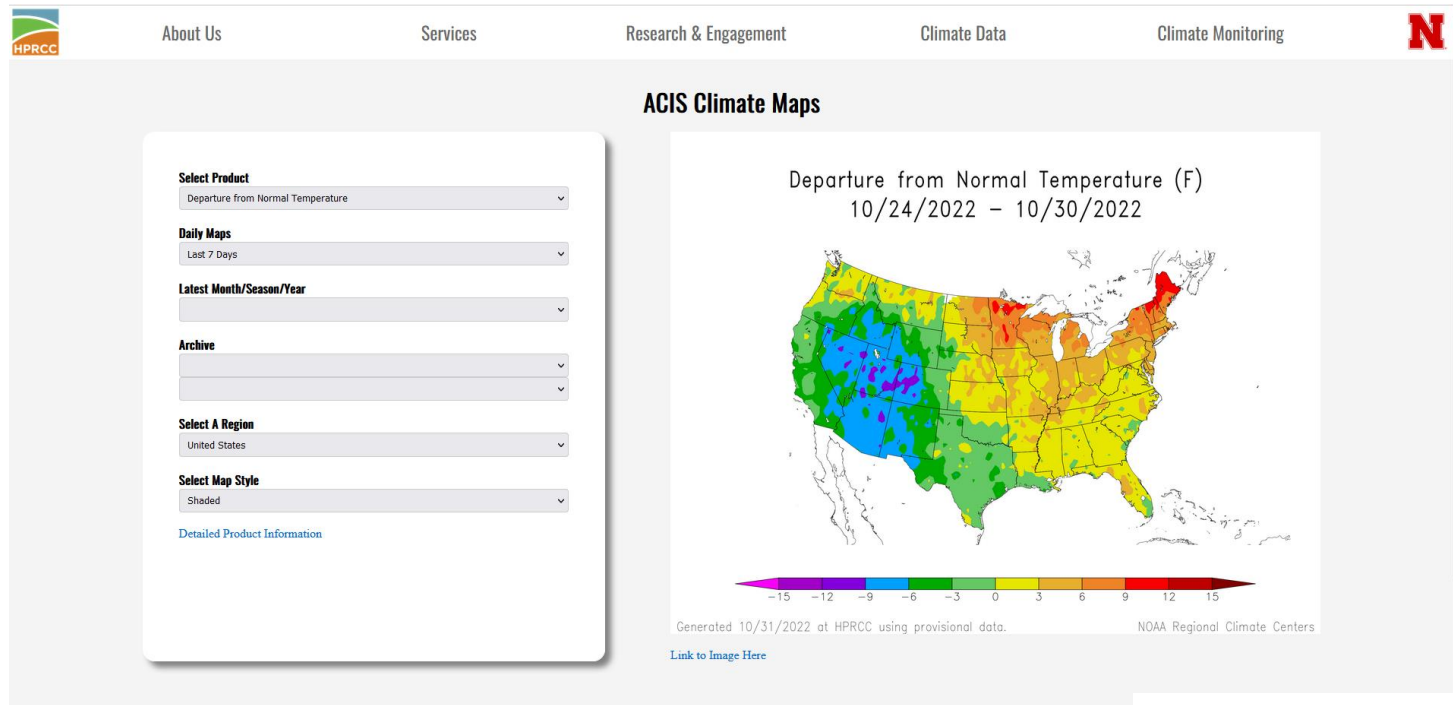 HPRCC
About Us
Services
Research & Engagement
Climate Data
Climate Monitoring
N
ACIS Climate Maps
Select Product
Departure from Normal Temperature
Daily Maps
Last 7 Days
Latest Month/Season/Year
Archive
Select A Region
United States
Select Map Style
Shaded
Detailed Product Information
Departure from Normal Temperature (F)
10/24/2022 – 10/30/2022
−15 −12 −9 −6 −3 0 3 6 9 12 15
Generated 10/31/2022 at HPRCC using provisional data.
NOAA Regional Climate Centers
Link to Image Here